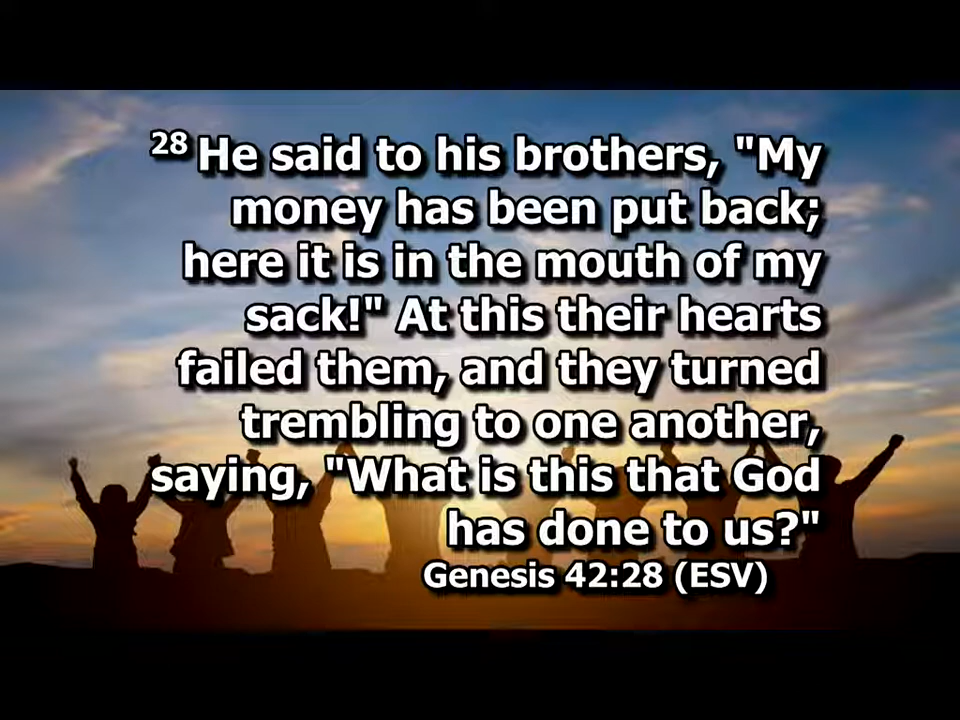 28 He said to his brothers, "My
money has been put back;
here it is in the mouth of my
sack!" At this their hearts
failed them, and they turned
trembling to one another,
saying, "What is this that God
has done to us?"
Genesis 42:28 (ESV)